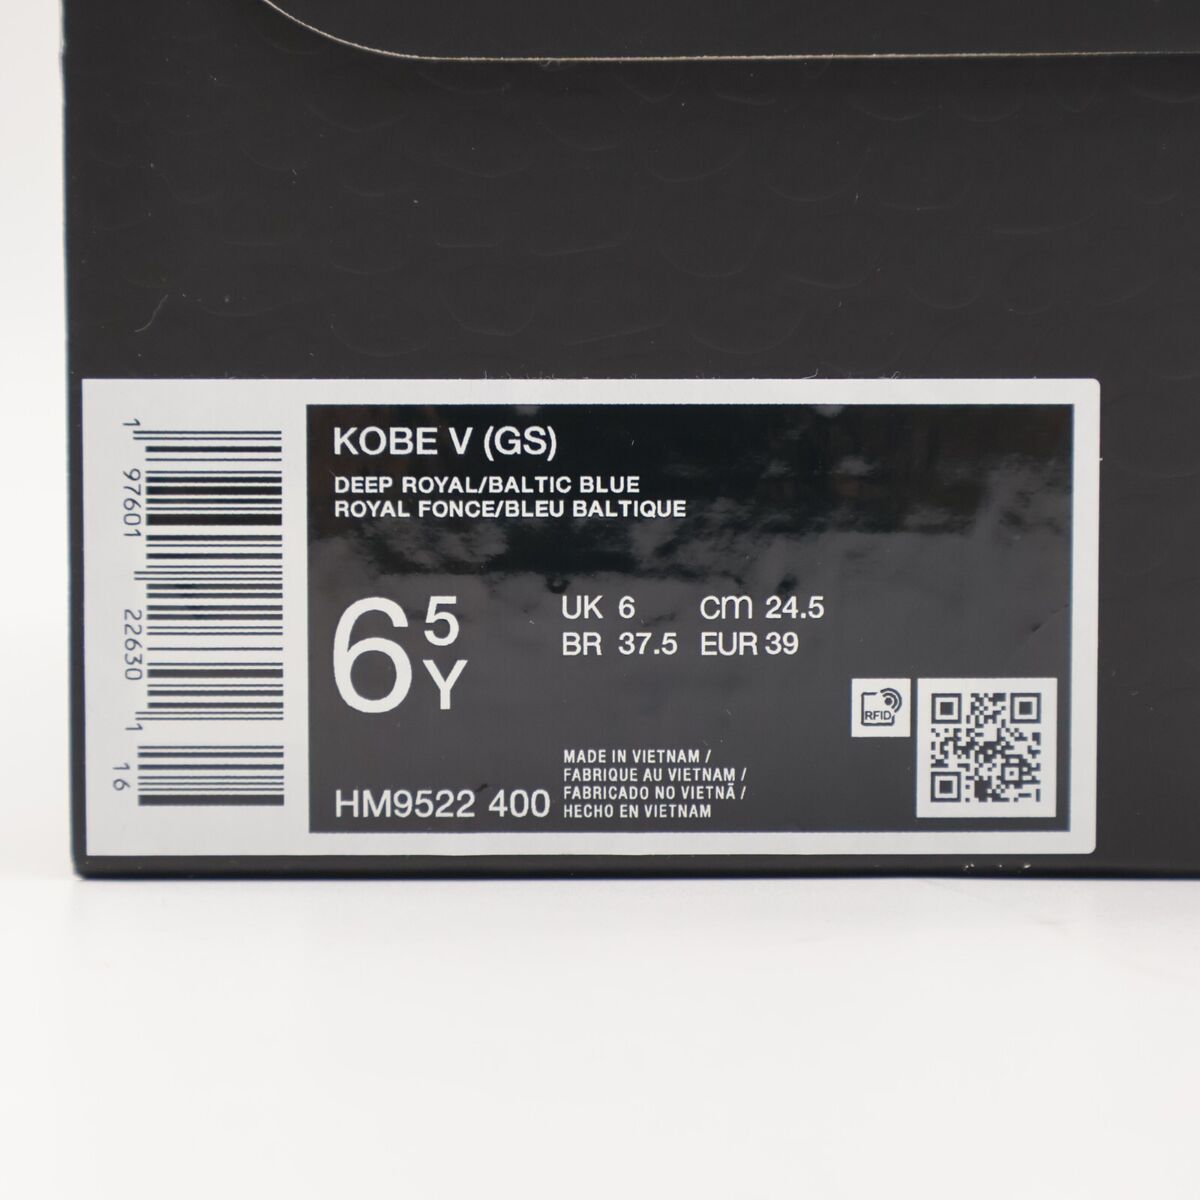 KOBE V (GS)
DEEP ROYAL/BALTIC BLUE
ROYAL FONCE/BLEU BALTIQUE
6 5 Y
UK 6 cm 24.5
BR 37.5 EUR 39
RFID
HM9522 400
MADE IN VIETNAM /
FABRIQUE AU VIETNAM /
FABRICADO NO VIETNÃ /
HECHO EN VIETNAM
1 97601 22630 1 16